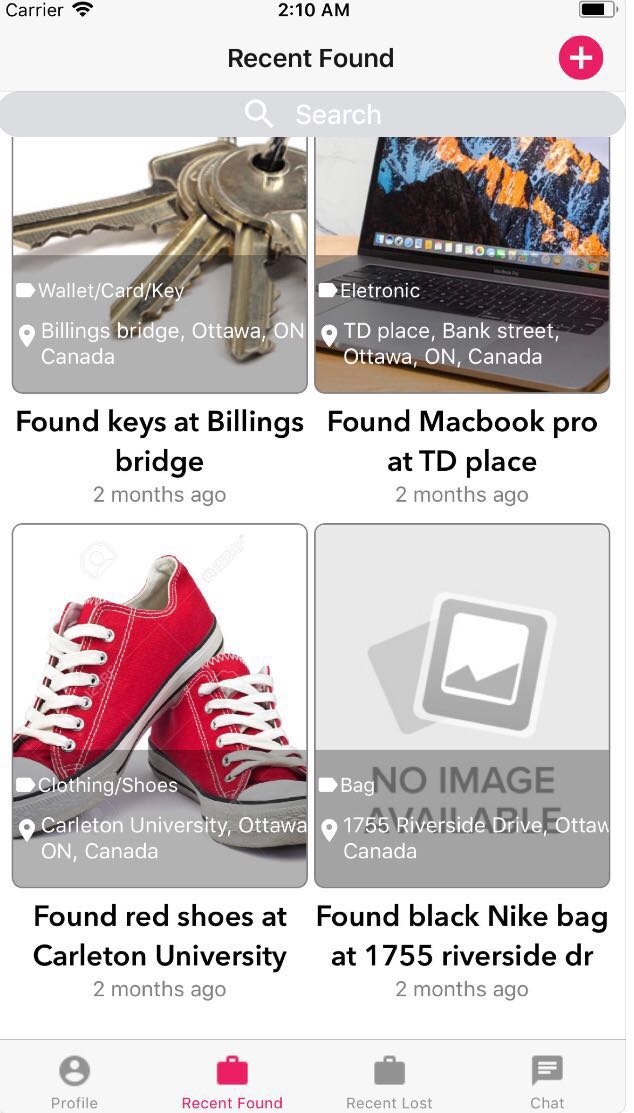 Carrier
2:10 AM
Recent Found
Search
Wallet/Card/Key
Billings bridge, Ottawa, ON
Canada
Eletronic
TD place, Bank street,
Ottawa, ON, Canada
Found keys at Billings
bridge
2 months ago
Found Macbook pro
at TD place
2 months ago
Clothing/Shoes
Carleton University, Ottawa
ON, Canada
NO IMAGE
AVAILABLE
Bag
1755 Riverside Drive, Ottaw
Canada
Found red shoes at
Carleton University
2 months ago
Found black Nike bag
at 1755 riverside dr
2 months ago
Profile
Recent Found
Recent Lost
Chat